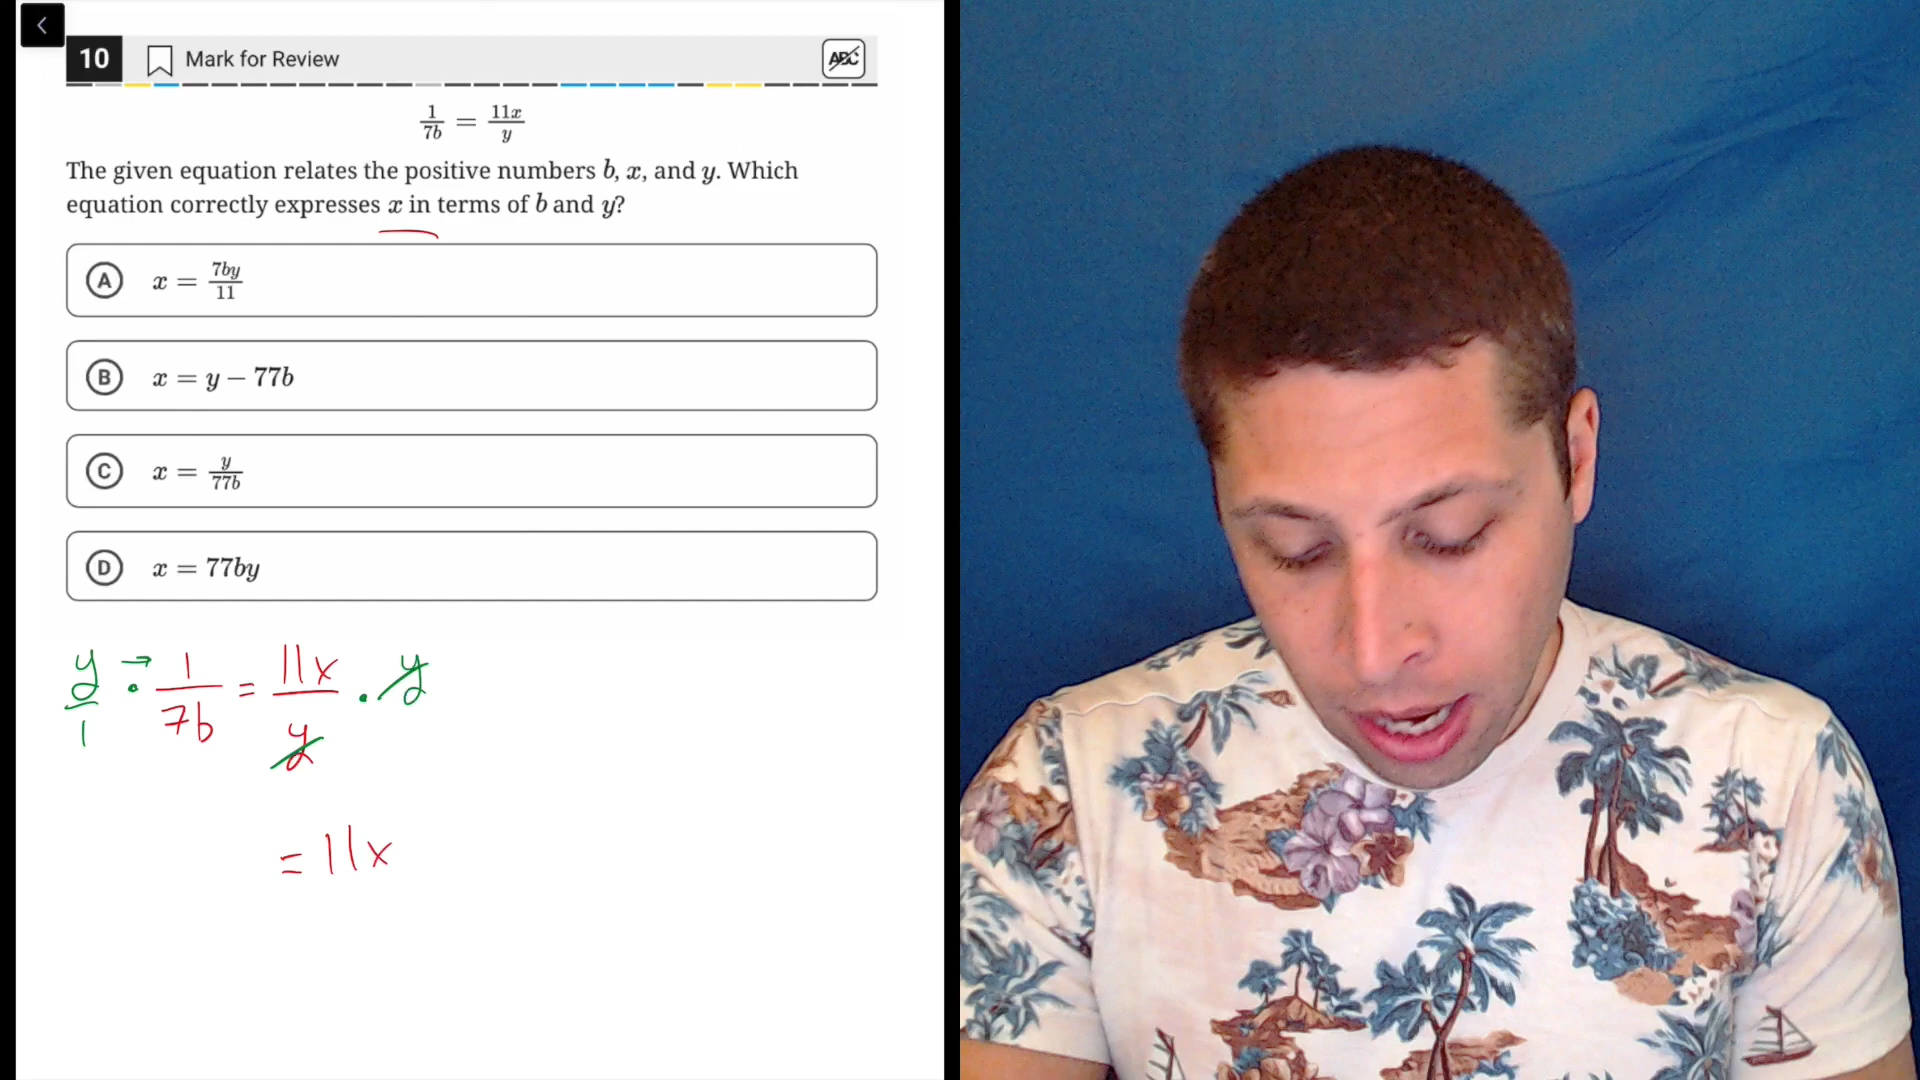 10 Mark for Review ABC
1/7b = 11x/y
The given equation relates the positive numbers b, x, and y. Which
equation correctly expresses x in terms of b and y?
A x = 7by/11
B x = y – 77b
C x = y/77b
D x = 77by
y/1 · 1/7b = 11x/y · y
= 11x